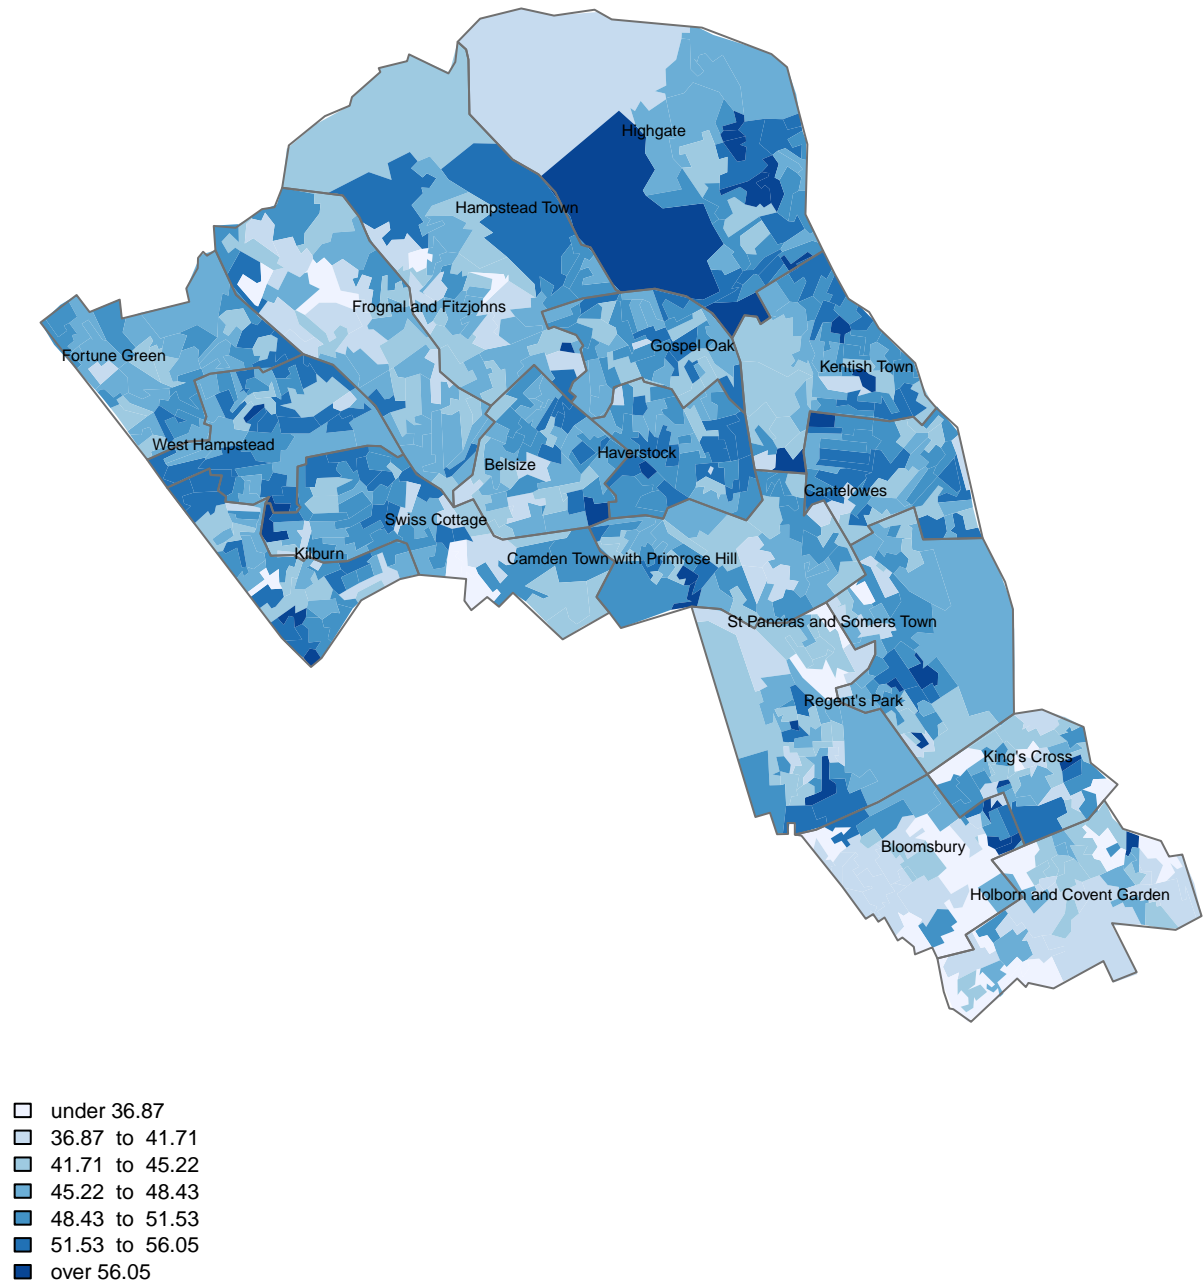 Highgate
Hampstead Town
Frognal and Fitzjohns
Gospel Oak
Fortune Green
Kentish Town
West Hampstead
Haverstock
Belsize
Cantelowes
Swiss Cottage
Kilburn
Camden Town with Primrose Hill
St Pancras and Somers Town
Regent's Park
King's Cross
Bloomsbury
Holborn and Covent Garden
under 36.87
36.87 to 41.71
41.71 to 45.22
45.22 to 48.43
48.43 to 51.53
51.53 to 56.05
over 56.05